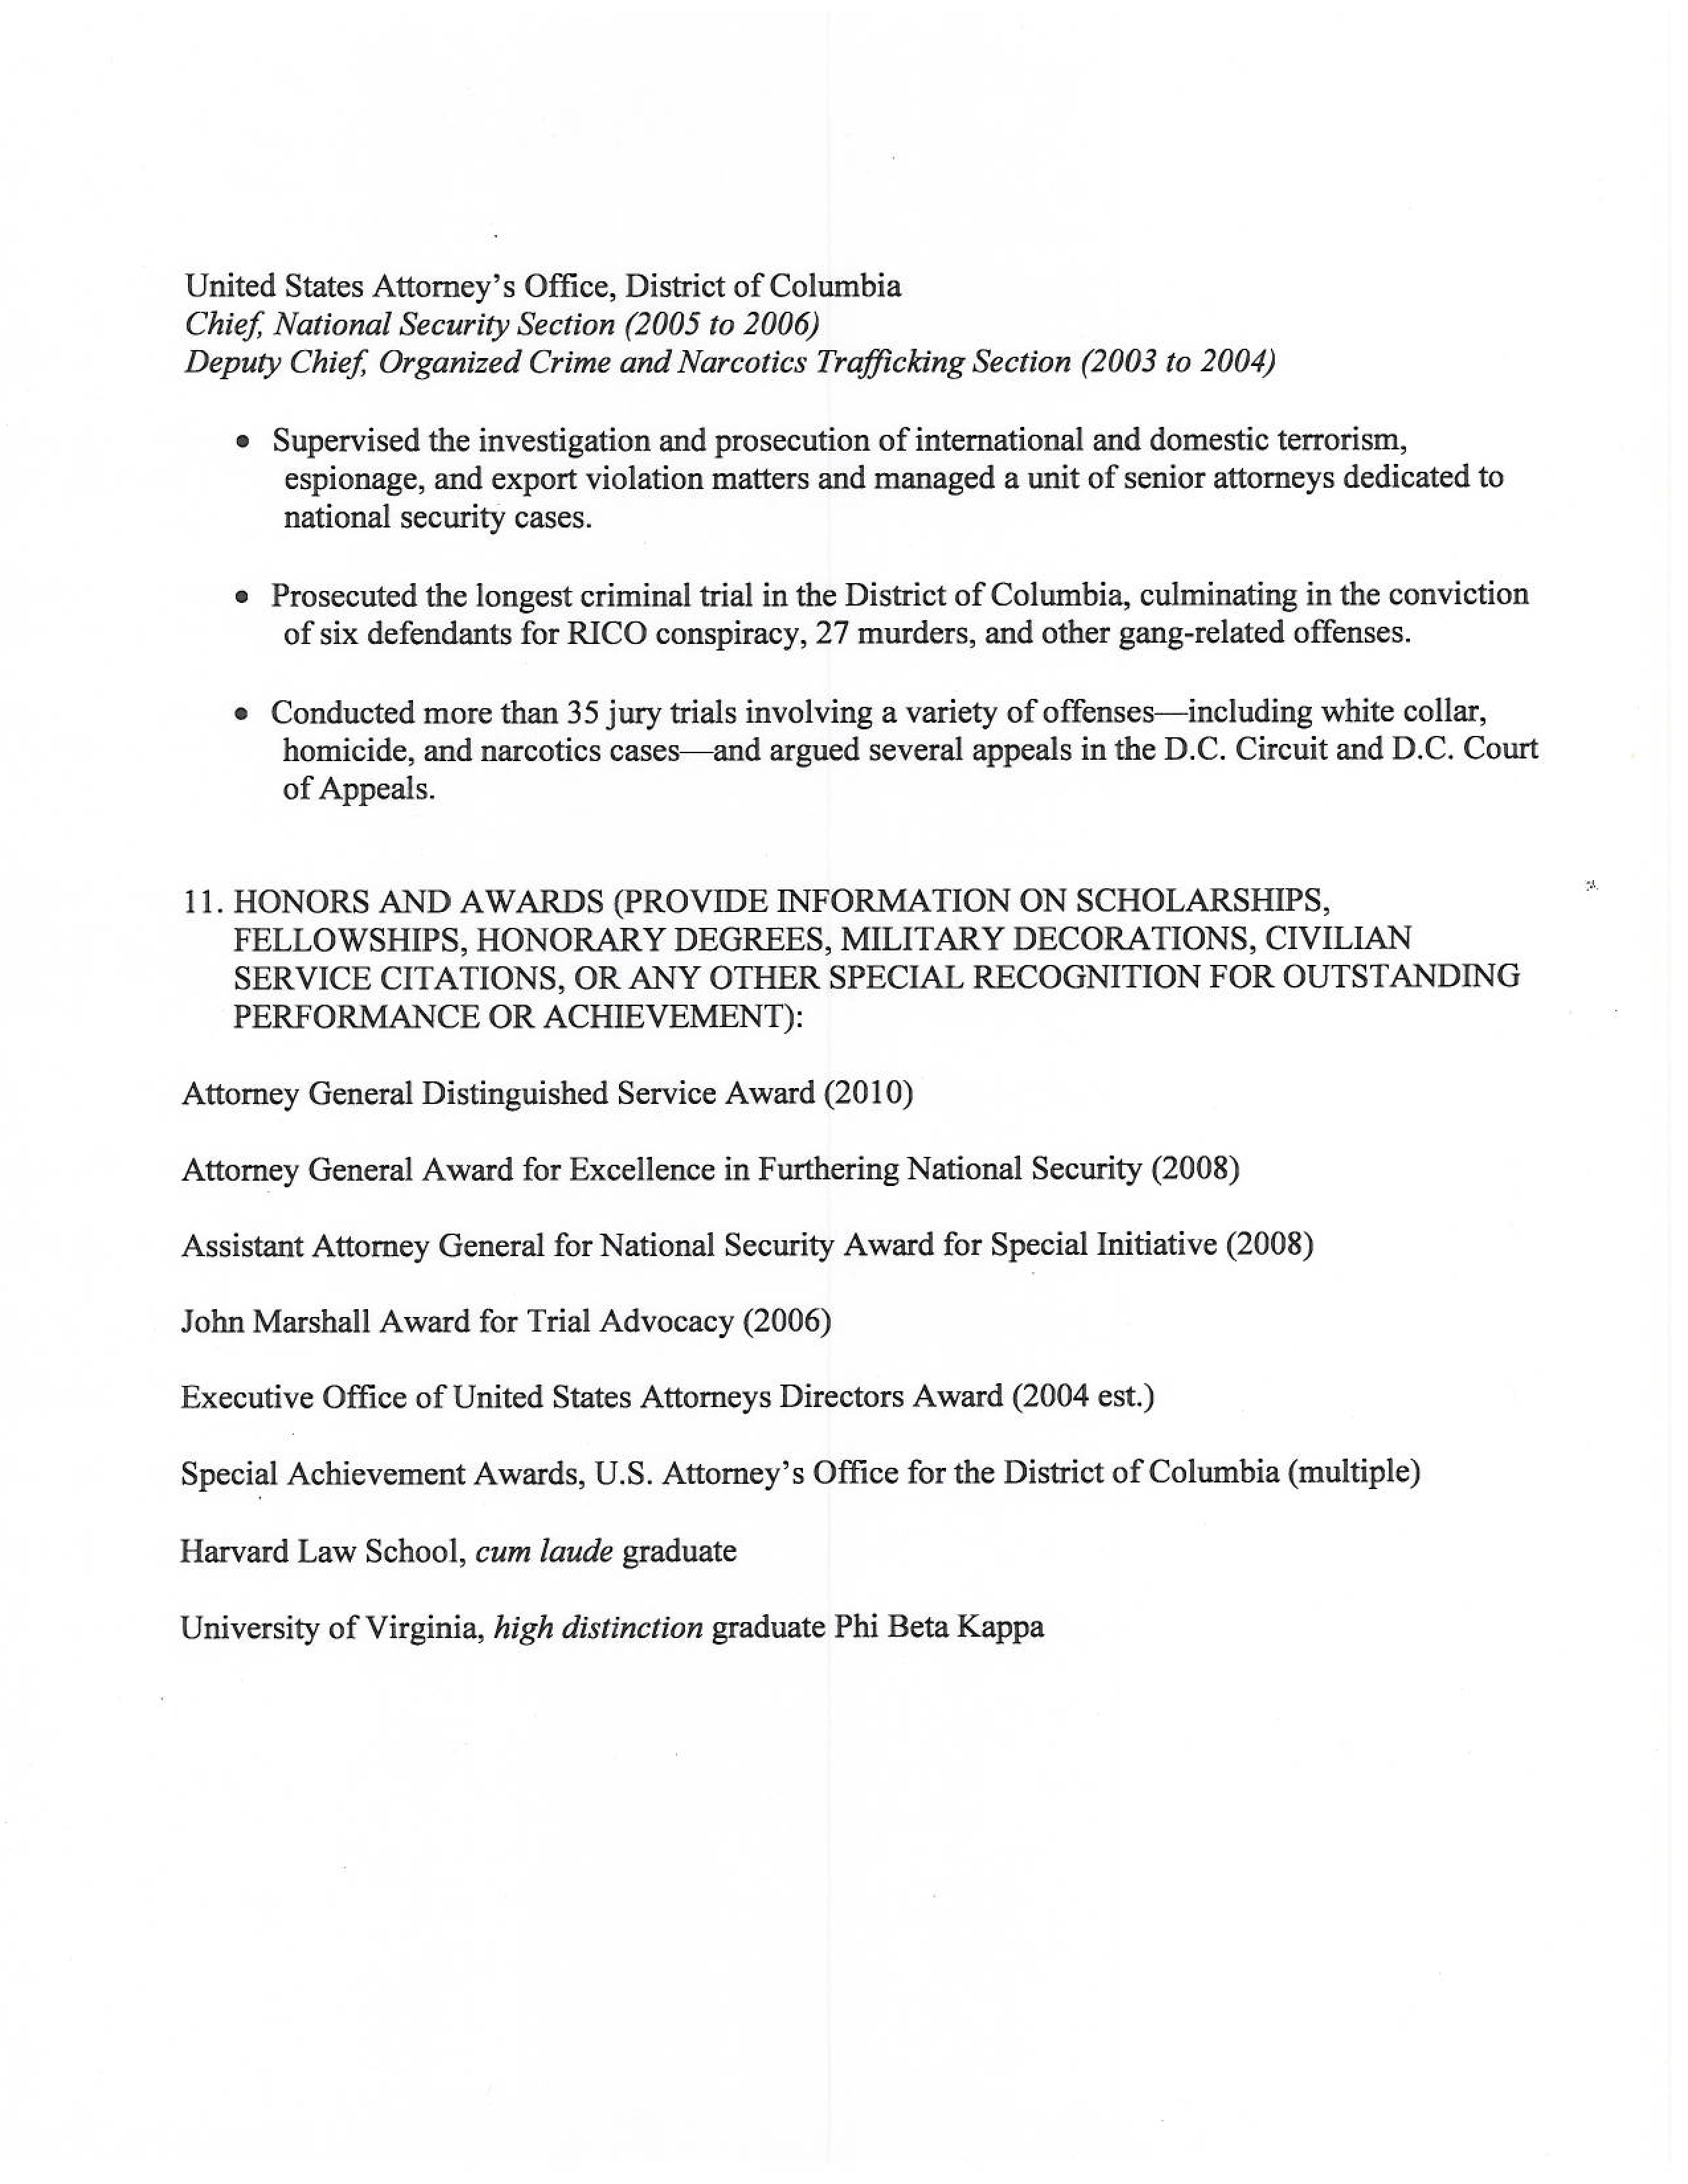 United States Attorney's Office, District of Columbia
Chief, National Security Section (2005 to 2006)
Deputy Chief, Organized Crime and Narcotics Trafficking Section (2003 to 2004)
• Supervised the investigation and prosecution of international and domestic terrorism,
espionage, and export violation matters and managed a unit of senior attorneys dedicated to
national security cases.
• Prosecuted the longest criminal trial in the District of Columbia, culminating in the conviction
of six defendants for RICO conspiracy, 27 murders, and other gang-related offenses.
• Conducted more than 35 jury trials involving a variety of offenses—including white collar,
homicide, and narcotics cases—and argued several appeals in the D.C. Circuit and D.C. Court
of Appeals.
11. HONORS AND AWARDS (PROVIDE INFORMATION ON SCHOLARSHIPS,
FELLOWSHIPS, HONORARY DEGREES, MILITARY DECORATIONS, CIVILIAN
SERVICE CITATIONS, OR ANY OTHER SPECIAL RECOGNITION FOR OUTSTANDING
PERFORMANCE OR ACHIEVEMENT):
Attorney General Distinguished Service Award (2010)
Attorney General Award for Excellence in Furthering National Security (2008)
Assistant Attorney General for National Security Award for Special Initiative (2008)
John Marshall Award for Trial Advocacy (2006)
Executive Office of United States Attorneys Directors Award (2004 est.)
Special Achievement Awards, U.S. Attorney's Office for the District of Columbia (multiple)
Harvard Law School, cum laude graduate
University of Virginia, high distinction graduate Phi Beta Kappa